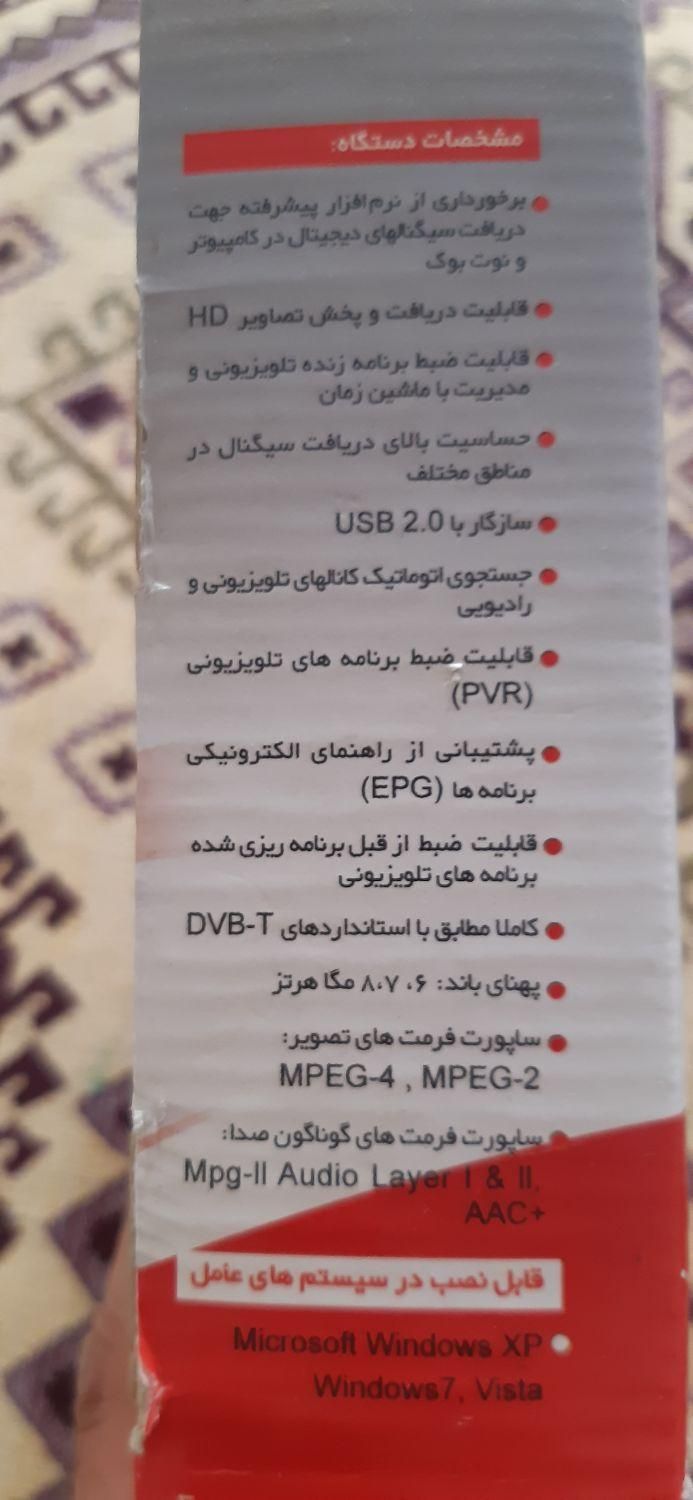 مشخصات دستگاه:
برخورداری از نرم افزار پیشرفته جهت
دریافت سیگنالهای دیجیتال در کامپیوتر
و نوت بوک
قابلیت دریافت و پخش تصاویر HD
قابلیت ضبط برنامه زنده تلویزیونی و
مدیریت با ماشین زمان
حساسیت بالای دریافت سیگنال در
مناطق مختلف
سازگار با USB 2.0
جستجوی اتوماتیک کانالهای تلویزیونی و
رادیویی
قابلیت ضبط برنامه های تلویزیونی
(PVR)
پشتیبانی از راهنمای الکترونیکی
برنامه ها (EPG)
قابلیت ضبط از قبل برنامه ریزی شده
برنامه های تلویزیونی
کاملا مطابق با استانداردهای DVB-T
پهنای باند: ۶، ۸،۷ مگا هرتز
ساپورت فرمت های تصویر:
MPEG-4 , MPEG-2
ساپورت فرمت های گوناگون صدا:
Mpg-II Audio Layer I & II,
AAC+
قابل نصب در سیستم های عامل
Microsoft Windows XP
Windows7, Vista